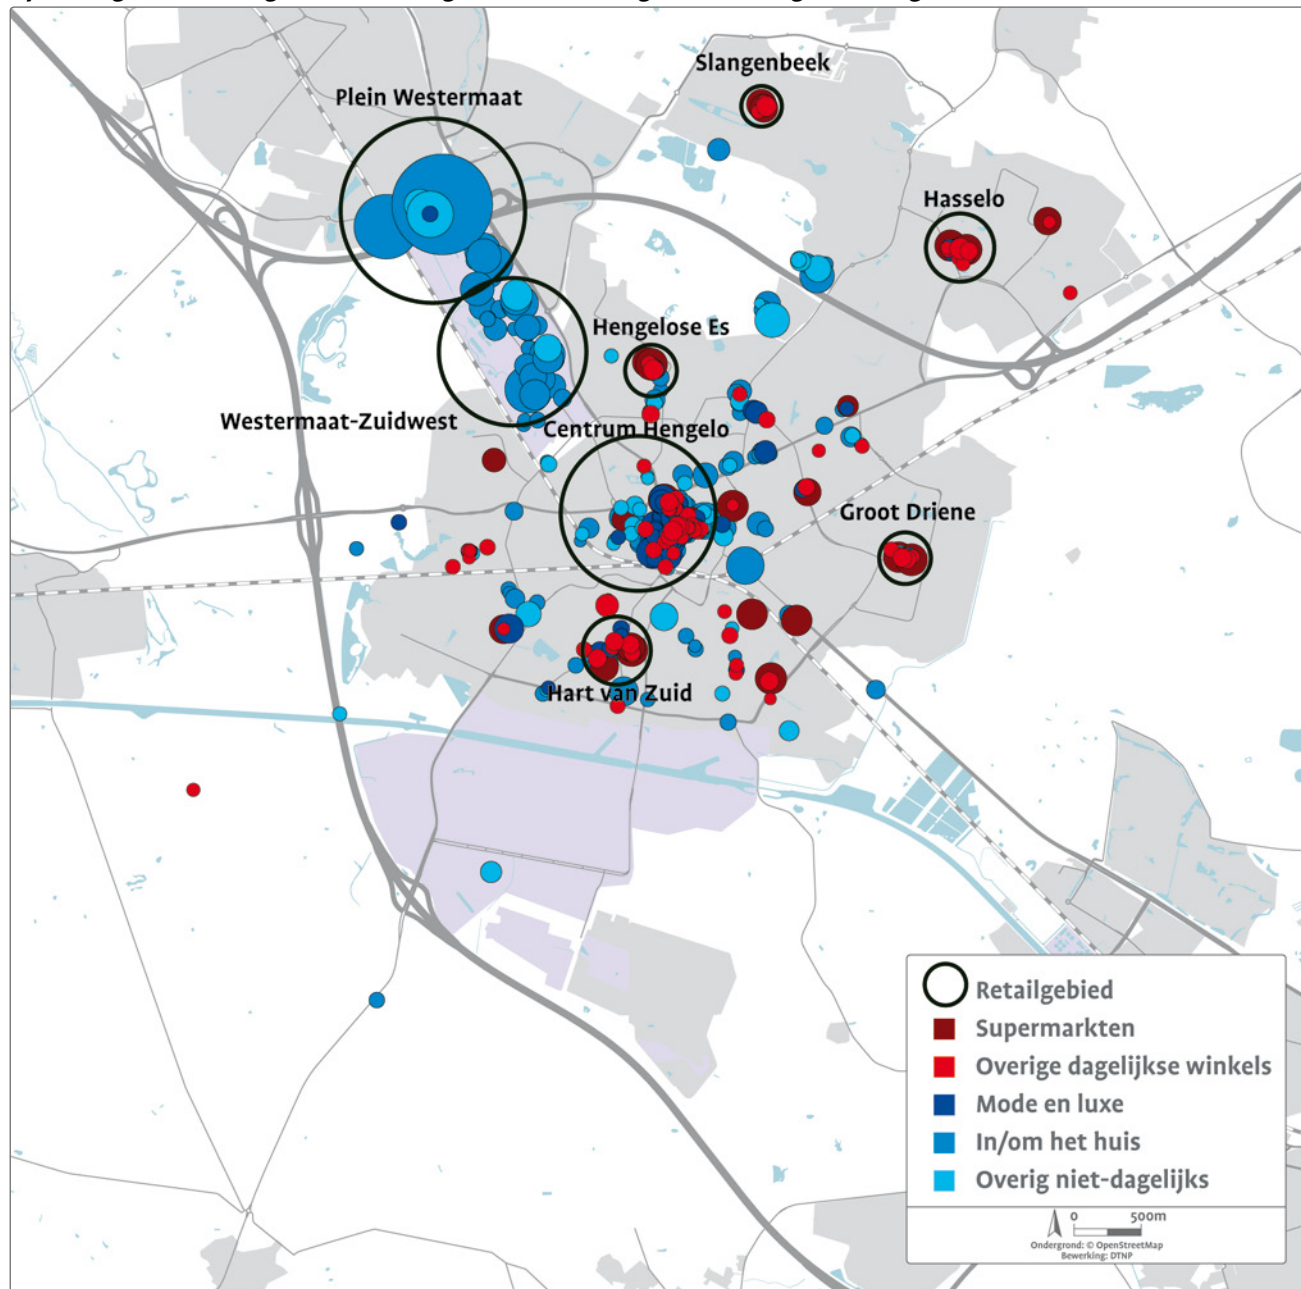 Slangenbeek
Plein Westermaat
Hasselo
Hengelose Es
Westermaat-Zuidwest
Centrum Hengelo
Groot Driene
Hart van Zuid
Retailgebied
Supermarkten
Overige dagelijkse winkels
Mode en luxe
In/om het huis
Overig niet-dagelijks
0 500m
Ondergrond: © OpenStreetMap
Bewerking: DTNP